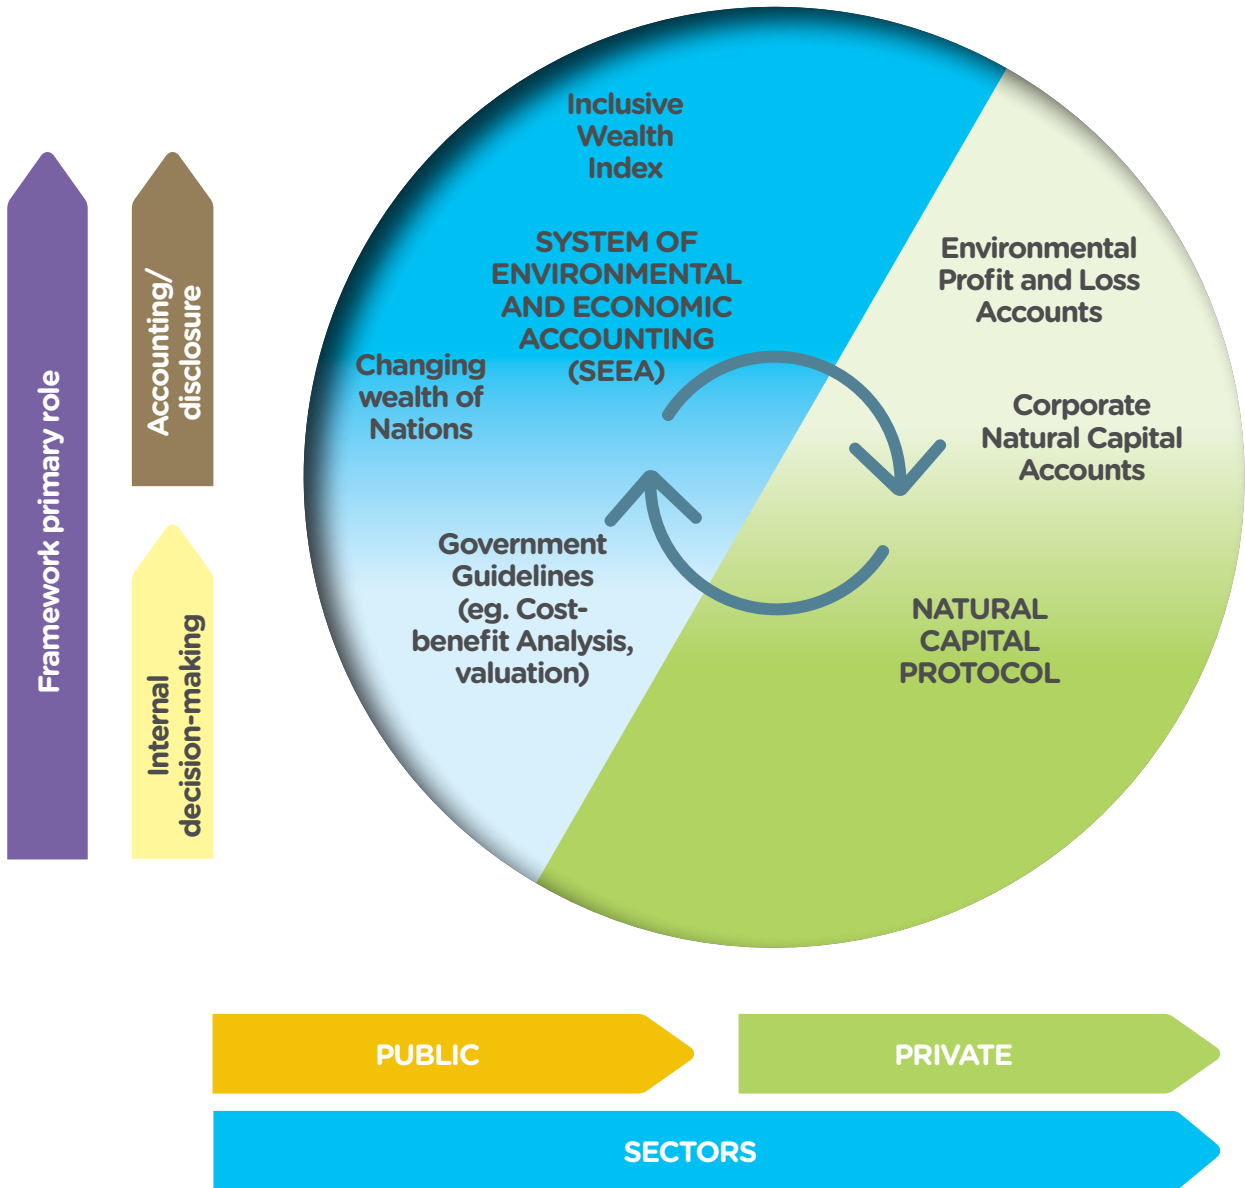 Framework primary role
Accounting/
disclosure
Internal
decision-making
Inclusive
Wealth
Index
SYSTEM OF
ENVIRONMENTAL
AND ECONOMIC
ACCOUNTING
(SEEA)
Changing
wealth of
Nations
Government
Guidelines
(eg. Cost-
benefit Analysis,
valuation)
Environmental
Profit and Loss
Accounts
Corporate
Natural Capital
Accounts
NATURAL
CAPITAL
PROTOCOL
PUBLIC
PRIVATE
SECTORS